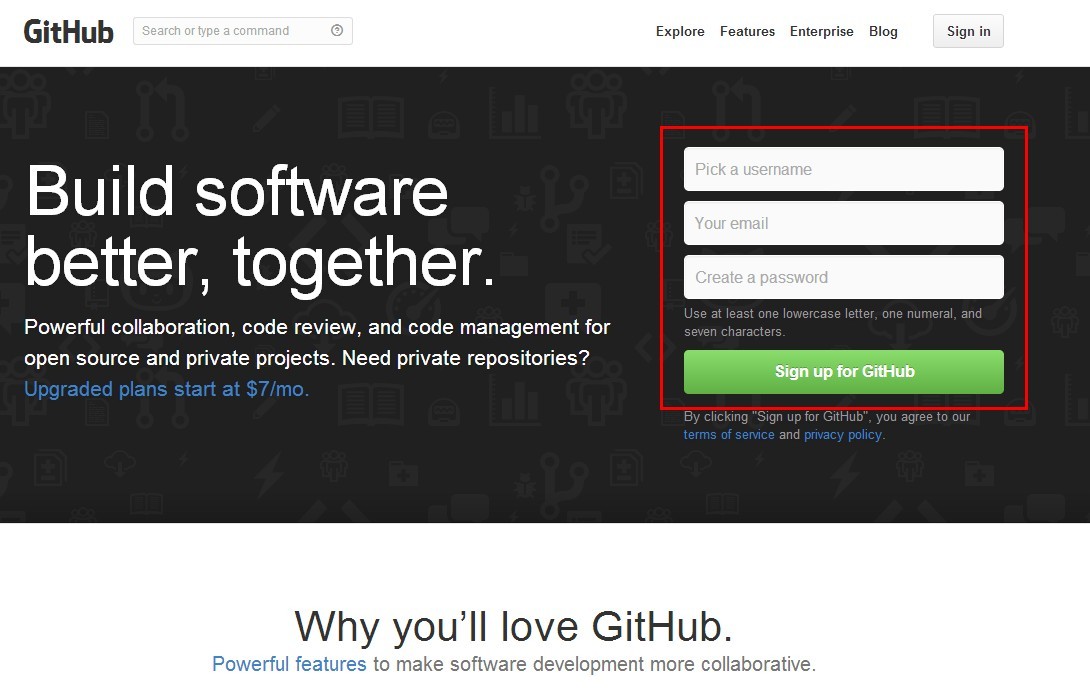 GitHub
Search or type a command
Explore Features Enterprise Blog Sign in
Build software
better, together.
Powerful collaboration, code review, and code management for
open source and private projects. Need private repositories?
Upgraded plans start at $7/mo.
Pick a username
Your email
Create a password
Use at least one lowercase letter, one numeral, and
seven characters.
Sign up for GitHub
By clicking "Sign up for GitHub", you agree to our
terms of service and privacy policy.
Why you’ll love GitHub.
Powerful features to make software development more collaborative.